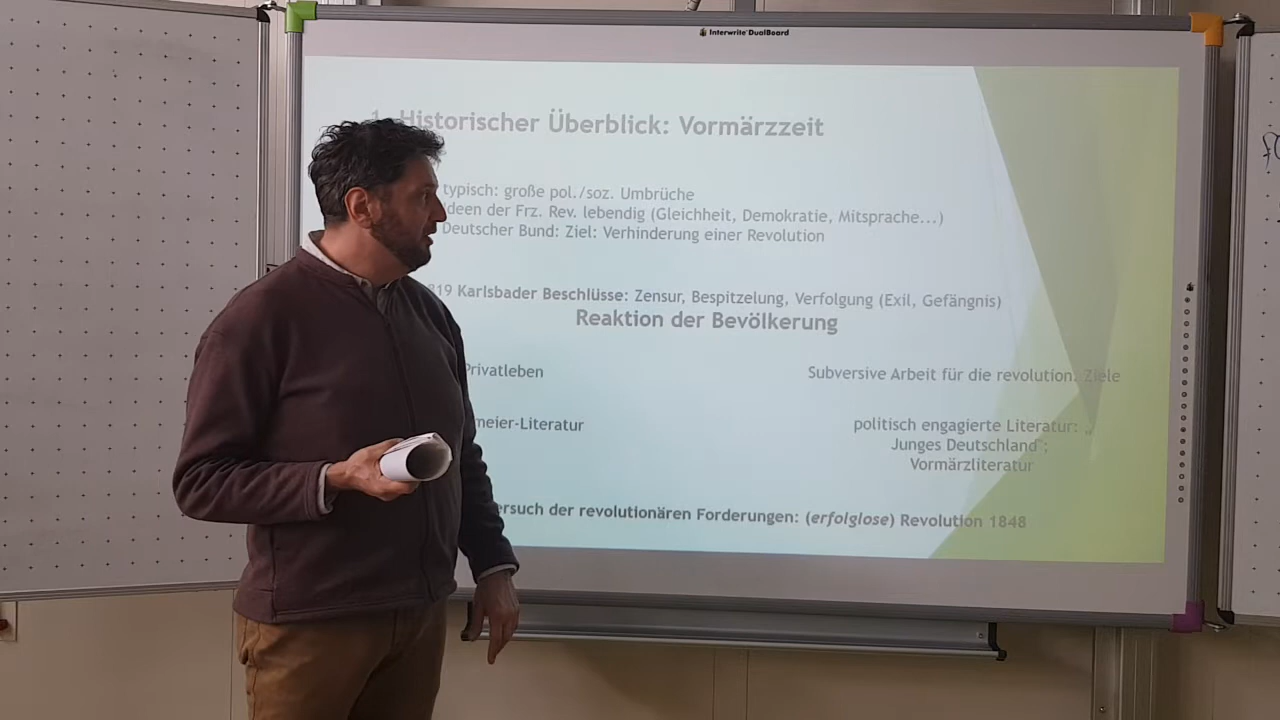 Interwrite DualBoard
Historischer Überblick: Vormärzzeit
typisch: große pol./soz. Umbrüche
deen der Frz. Rev. lebendig (Gleichheit, Demokratie, Mitsprache...)
Deutscher Bund: Ziel: Verhinderung einer Revolution
819 Karlsbader Beschlüsse: Zensur, Bespitzelung, Verfolgung (Exil, Gefängnis)
Reaktion der Bevölkerung
Privatleben
Subversive Arbeit für die revolution. Ziele
meier-Literatur
politisch engagierte Literatur: „
Junges Deutschland";
Vormärzliteratur
ersuch der revolutionären Forderungen: (erfolglose) Revolution 1848